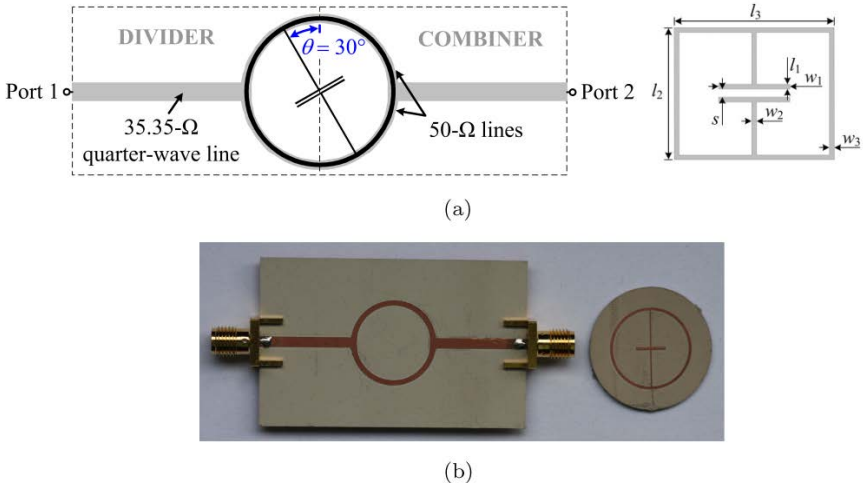 DIVIDER
θ = 30°
COMBINER
Port 1
Port 2
35.35-Ω
quarter-wave line
50-Ω lines
l3
l2
l1
w1
s
w2
w3
(a)
(b)